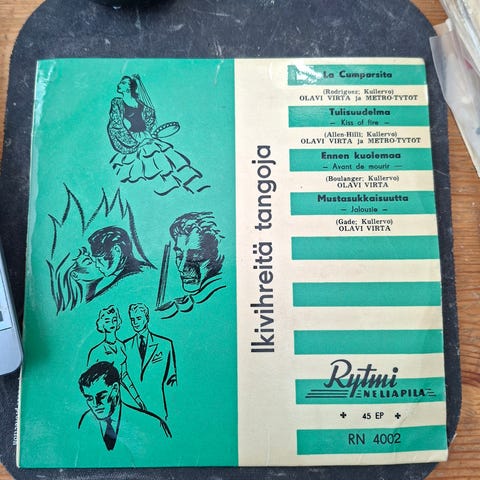 La Cumparsita
(Rodriguez; Kullervo)
OLAVI VIRTA ja METRO-TYTÖT
Tulisuudelma
— Kiss of fire —
(Allen-Hilli; Kullervo)
OLAVI VIRTA ja METRO-TYTÖT
Ennen kuolemaa
— Avant de mourir —
(Boulanger; Kullervo)
OLAVI VIRTA
Mustasukkaisuutta
— Jalousie —
(Gade; Kullervo)
OLAVI VIRTA
Ikivihreitä tangoja
Rytmi
NELIAPILA
+ 45 EP +
RN 4002